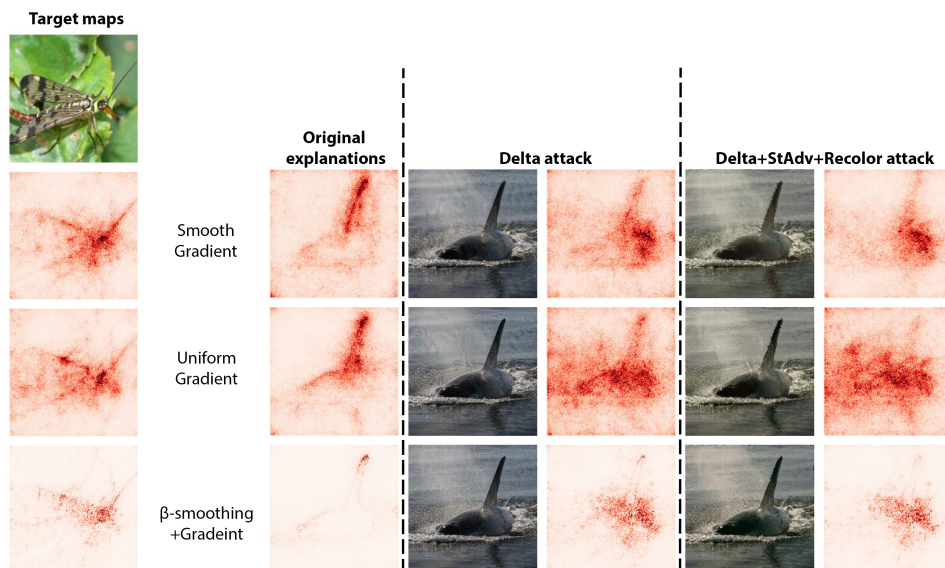 Target maps
Original
explanations
Delta attack
Delta+StAdv+Recolor attack
Smooth
Gradient
Uniform
Gradient
β-smoothing
+Gradeint